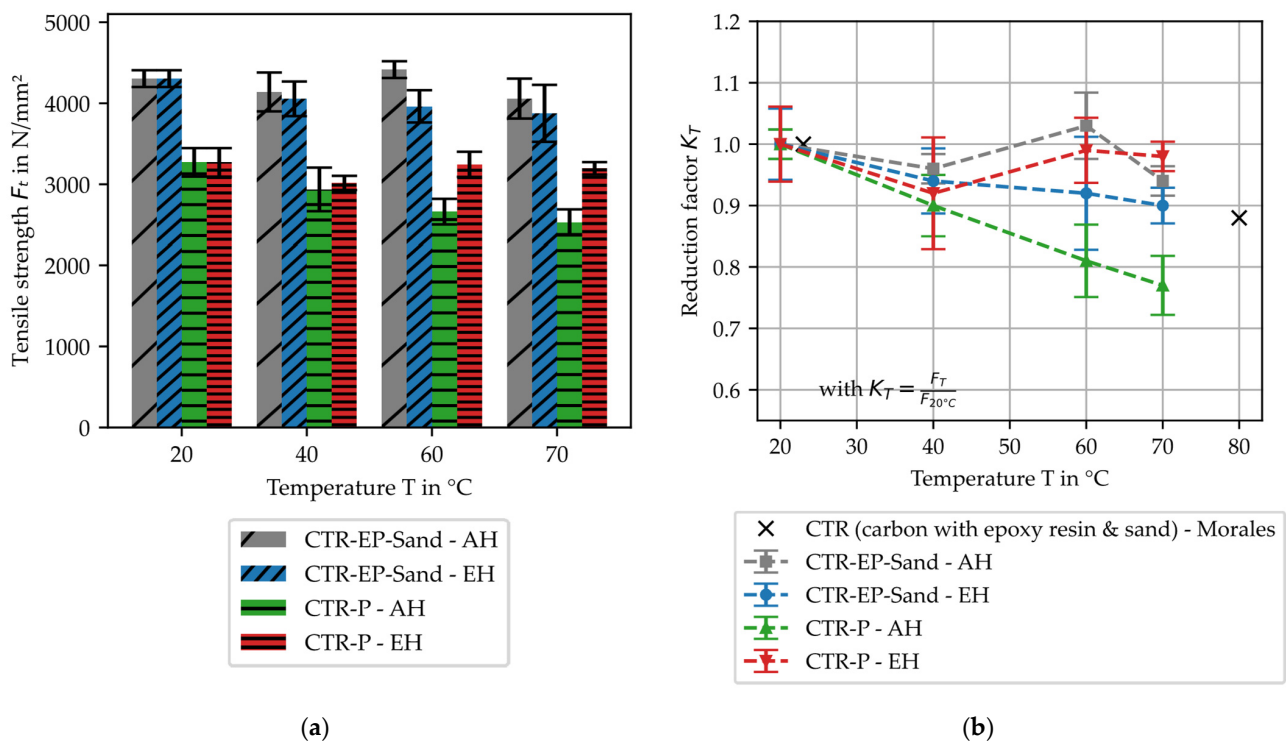 5000
4000
3000
2000
1000
0
Tensile strength Fₜ in N/mm²
20
40
60
70
Temperature T in °C
CTR-EP-Sand - AH
CTR-EP-Sand - EH
CTR-P - AH
CTR-P - EH
(a)
1.2
1.1
1.0
0.9
0.8
0.7
0.6
Reduction factor K_T
with K_T = F_T / F_20°C
20
30
40
50
60
70
80
Temperature T in °C
CTR (carbon with epoxy resin & sand) - Morales
CTR-EP-Sand - AH
CTR-EP-Sand - EH
CTR-P - AH
CTR-P - EH
(b)